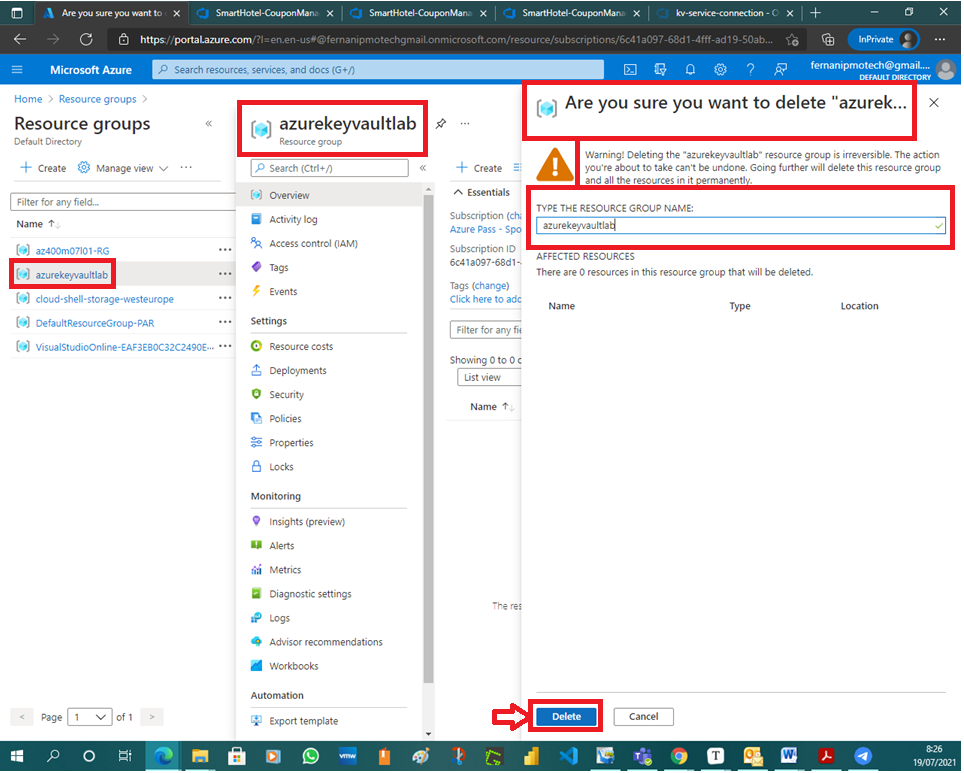 Are you sure you want to
SmartHotel-CouponMana
SmartHotel-CouponMana
SmartHotel-CouponMana
kv-service-connection - O
https://portal.azure.com/?l=en.en-us#@fernanipmotechgmail.onmicrosoft.com/resource/subscriptions/6c41a097-68d1-4fff-ad19-50ab...
InPrivate
Microsoft Azure
Search resources, services, and docs (G+/)
fernanipmotech@gmail....
DEFAULT DIRECTORY
Home > Resource groups >
Resource groups
Default Directory
+ Create
Manage view
Filter for any field...
Name ↑↓
az400m07l01-RG
azurekeyvaultlab
cloud-shell-storage-westeurope
DefaultResourceGroup-PAR
VisualStudioOnline-EAF3EB0C32C2490E...
< Page 1 of 1 >
azurekeyvaultlab
Resource group
Search (Ctrl+/)
Overview
Activity log
Access control (IAM)
Tags
Events
Settings
Resource costs
Deployments
Security
Policies
Properties
Locks
Monitoring
Insights (preview)
Alerts
Metrics
Diagnostic settings
Logs
Advisor recommendations
Workbooks
Automation
Export template
+ Create
Essentials
Subscription (cha
Azure Pass - Spo
Subscription ID
6c41a097-68d1-4
Tags (change)
Click here to add
Filter for any fie
Showing 0 to 0 o
List view
Name ↑↓
The res
Are you sure you want to delete "azurek...
Warning! Deleting the "azurekeyvaultlab" resource group is irreversible. The action
you're about to take can't be undone. Going further will delete this resource group
and all the resources in it permanently.
TYPE THE RESOURCE GROUP NAME:
azurekeyvaultlab
AFFECTED RESOURCES
There are 0 resources in this resource group that will be deleted.
Name Type Location
Delete
Cancel
vmw
T
8:26
19/07/2021